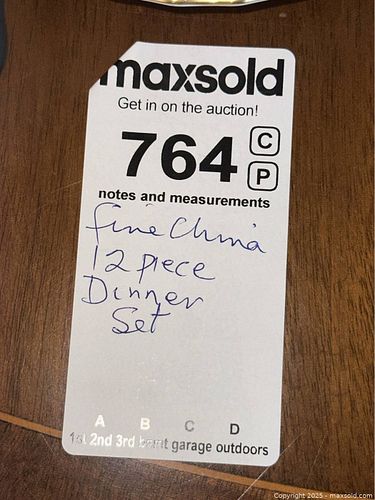 maxsold
Get in on the auction!
764 C
P
notes and measurements
fine China
12 piece
Dinner
Set
A B C D
1st 2nd 3rd garage outdoors
Copyright 2025 - maxsold.com